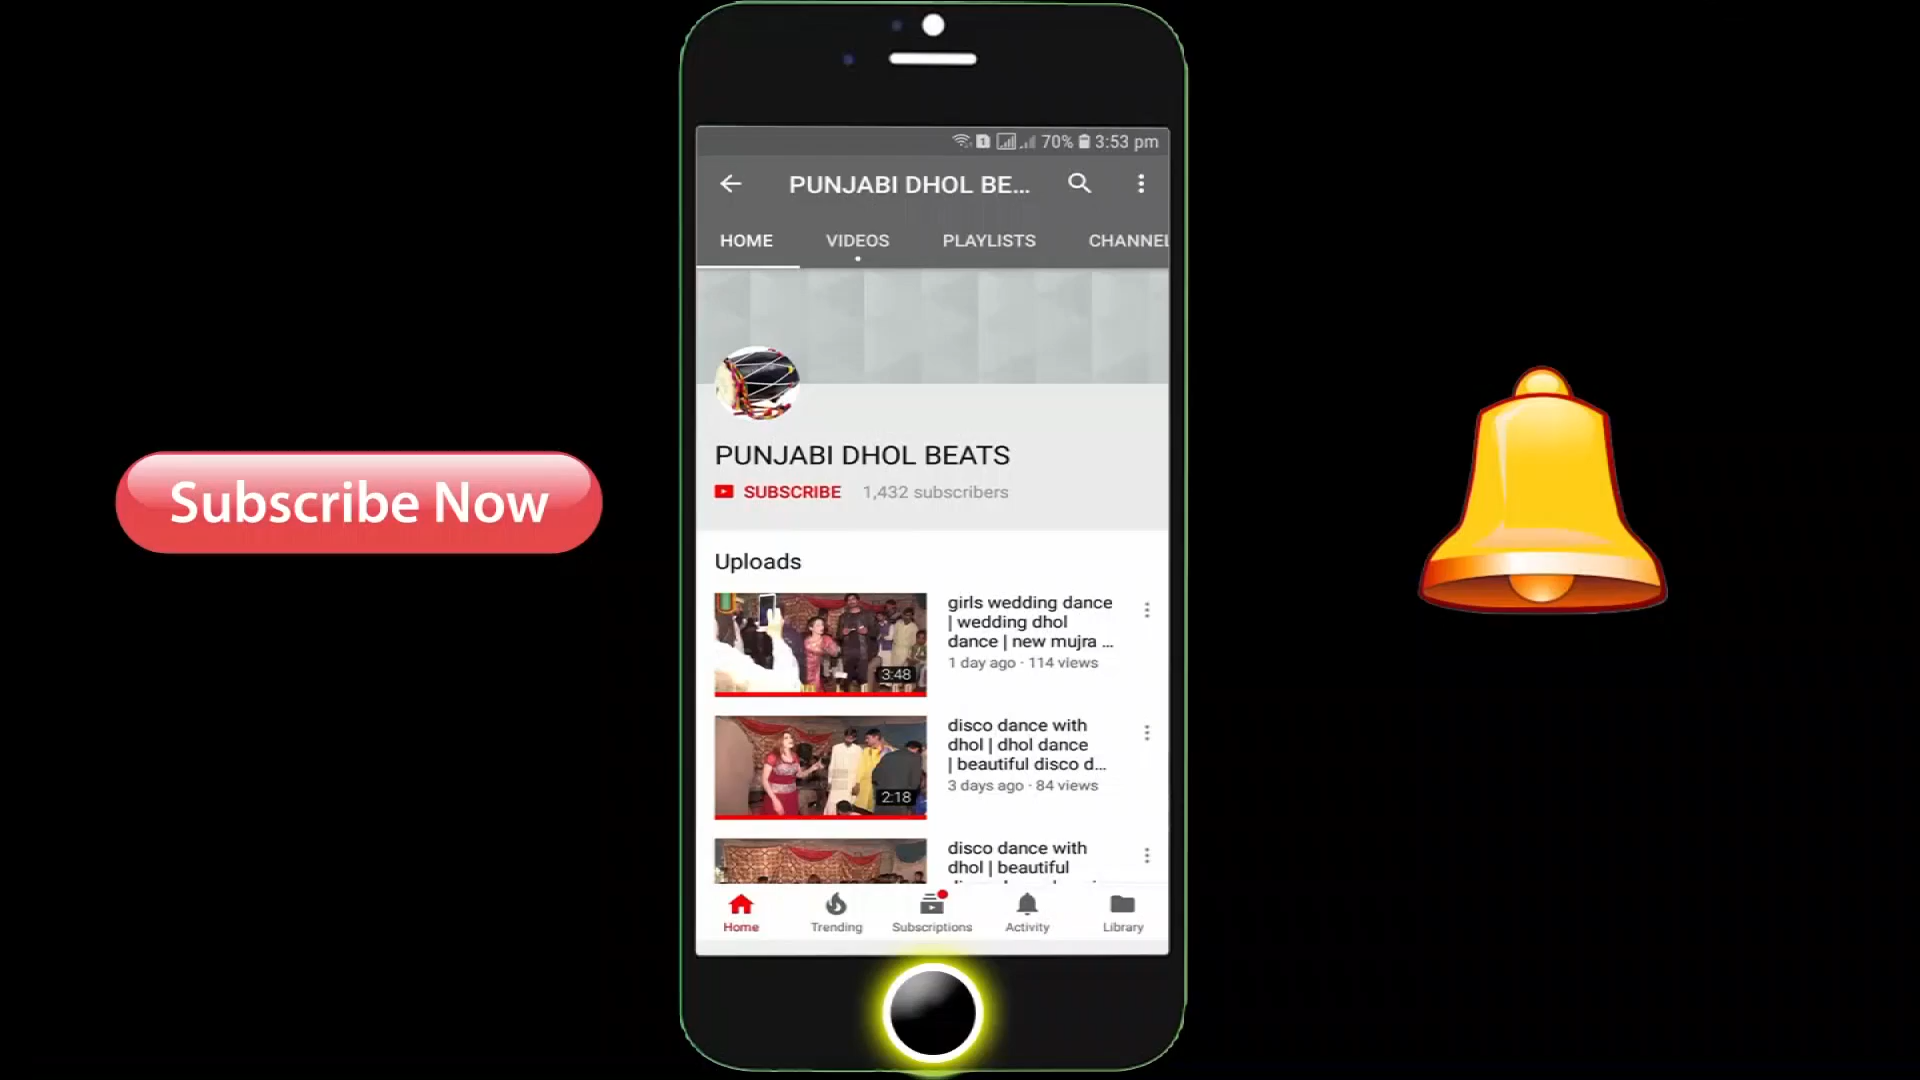 70% 3:53 pm
PUNJABI DHOL BE...
HOME VIDEOS PLAYLISTS CHANNEL
PUNJABI DHOL BEATS
SUBSCRIBE 1,432 subscribers
Subscribe Now
Uploads
girls wedding dance
| wedding dhol
dance | new mujra ...
1 day ago · 114 views
3:48
disco dance with
dhol | dhol dance
| beautiful disco d...
3 days ago · 84 views
2:18
disco dance with
dhol | beautiful
Home Trending Subscriptions Activity Library